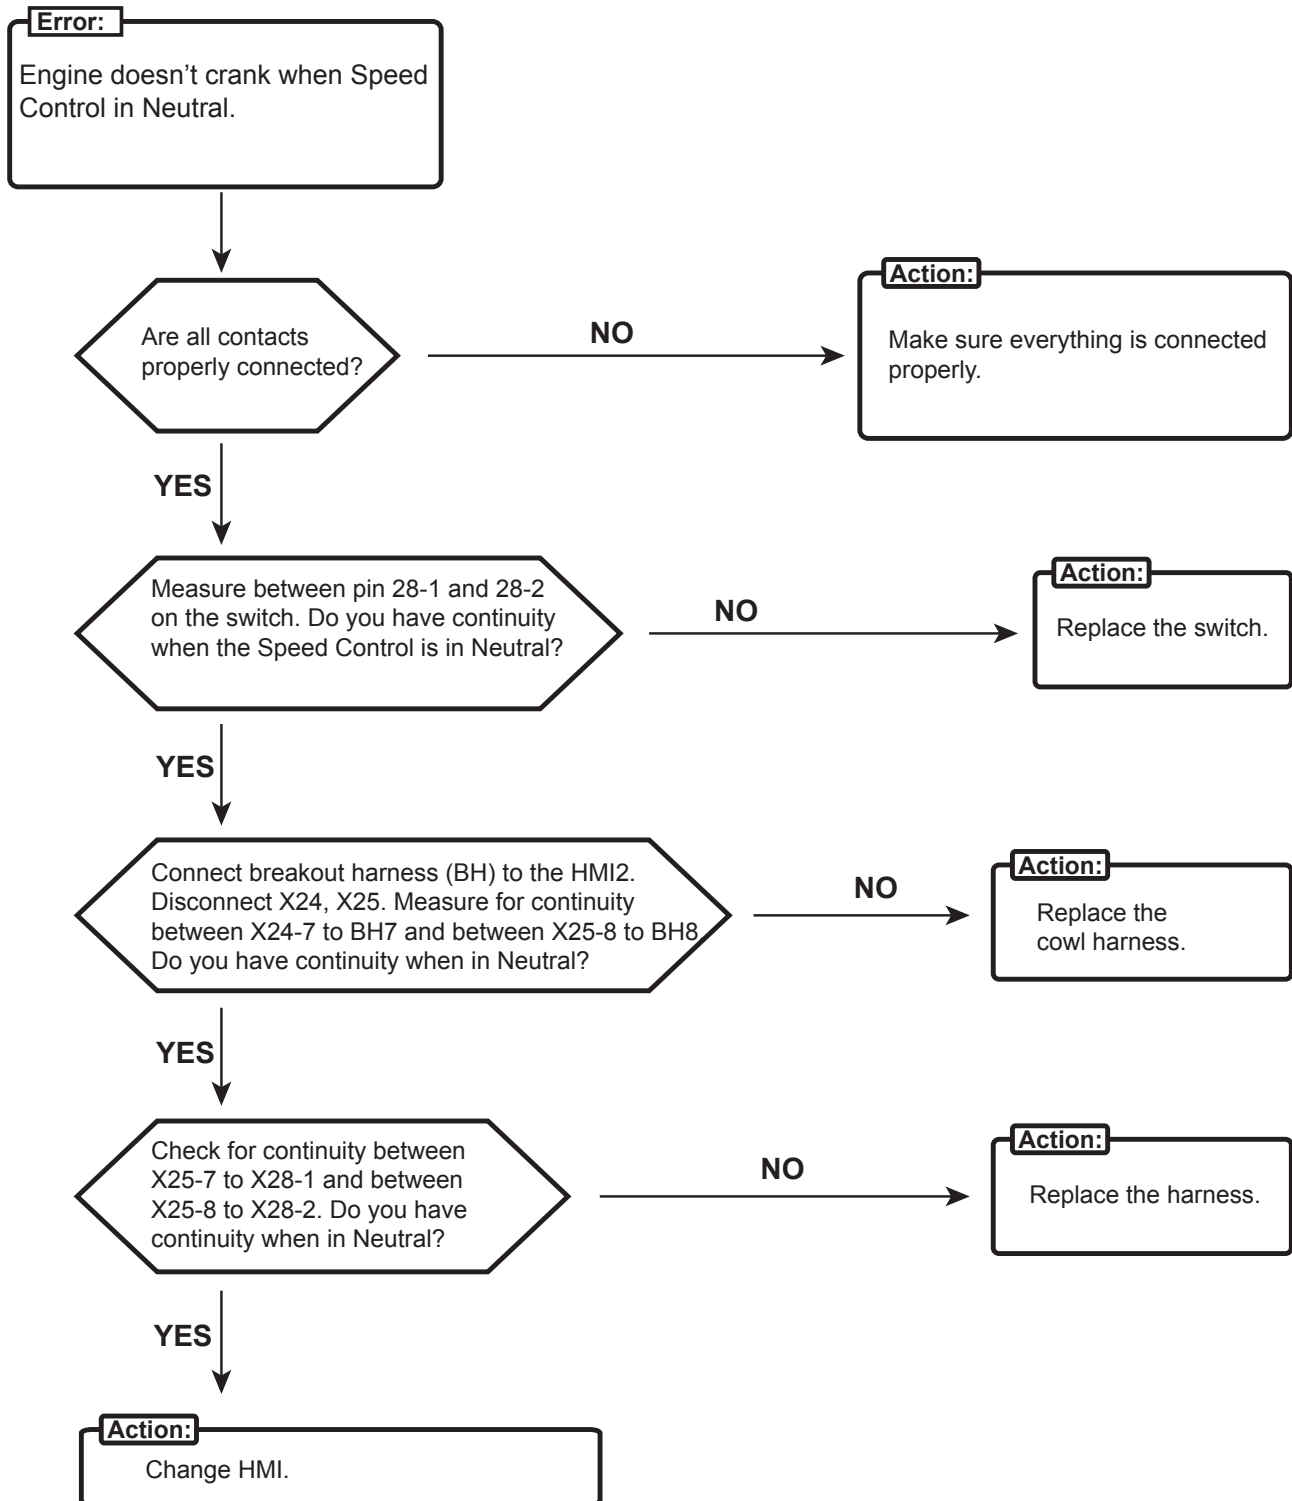 Error:
Engine doesn’t crank when Speed
Control in Neutral.
Are all contacts
properly connected?
NO
Action:
Make sure everything is connected
properly.
YES
Measure between pin 28-1 and 28-2
on the switch. Do you have continuity
when the Speed Control is in Neutral?
NO
Action:
Replace the switch.
YES
Connect breakout harness (BH) to the HMI2.
Disconnect X24, X25. Measure for continuity
between X24-7 to BH7 and between X25-8 to BH8
Do you have continuity when in Neutral?
NO
Action:
Replace the
cowl harness.
YES
Check for continuity between
X25-7 to X28-1 and between
X25-8 to X28-2. Do you have
continuity when in Neutral?
NO
Action:
Replace the harness.
YES
Action:
Change HMI.